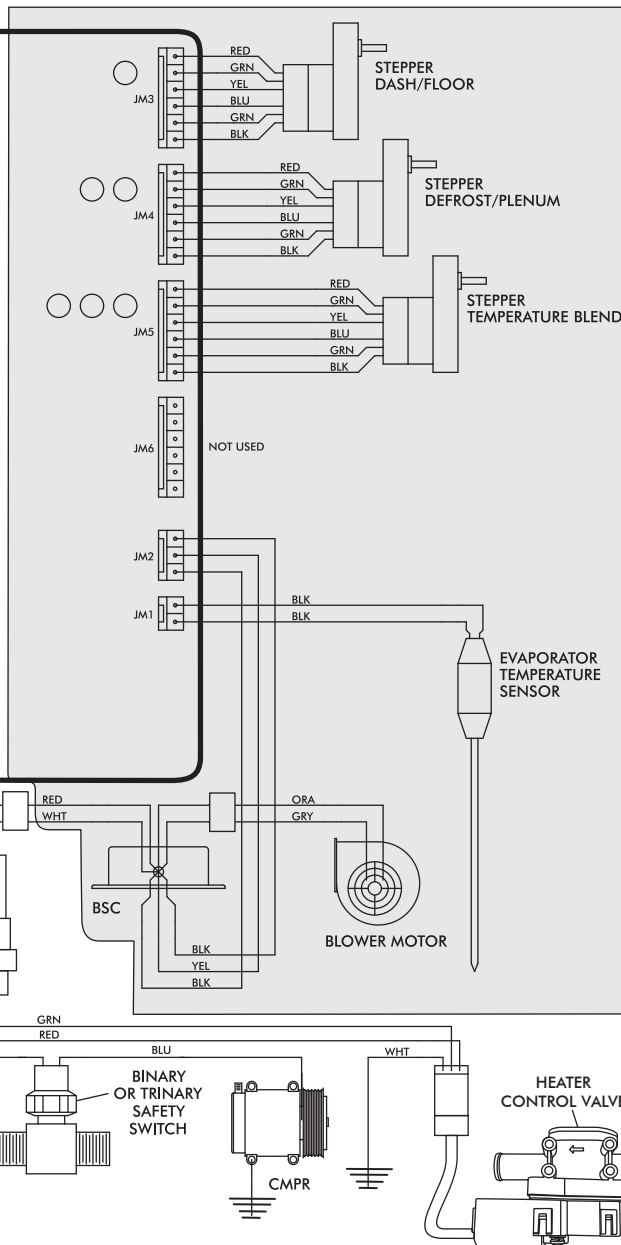 RED
GRN
YEL
BLU
GRN
BLK
JM3
STEPPER
DASH/FLOOR
RED
GRN
YEL
BLU
GRN
BLK
JM4
STEPPER
DEFROST/PLENUM
RED
GRN
YEL
BLU
GRN
BLK
JM5
STEPPER
TEMPERATURE BLEND
JM6
NOT USED
JM2
JM1
BLK
BLK
EVAPORATOR
TEMPERATURE
SENSOR
RED
WHT
ORA
GRY
BSC
BLOWER MOTOR
BLK
YEL
BLK
GRN
RED
BLU
WHT
BINARY
OR TRINARY
SAFETY
SWITCH
CMPR
HEATER
CONTROL VALVE